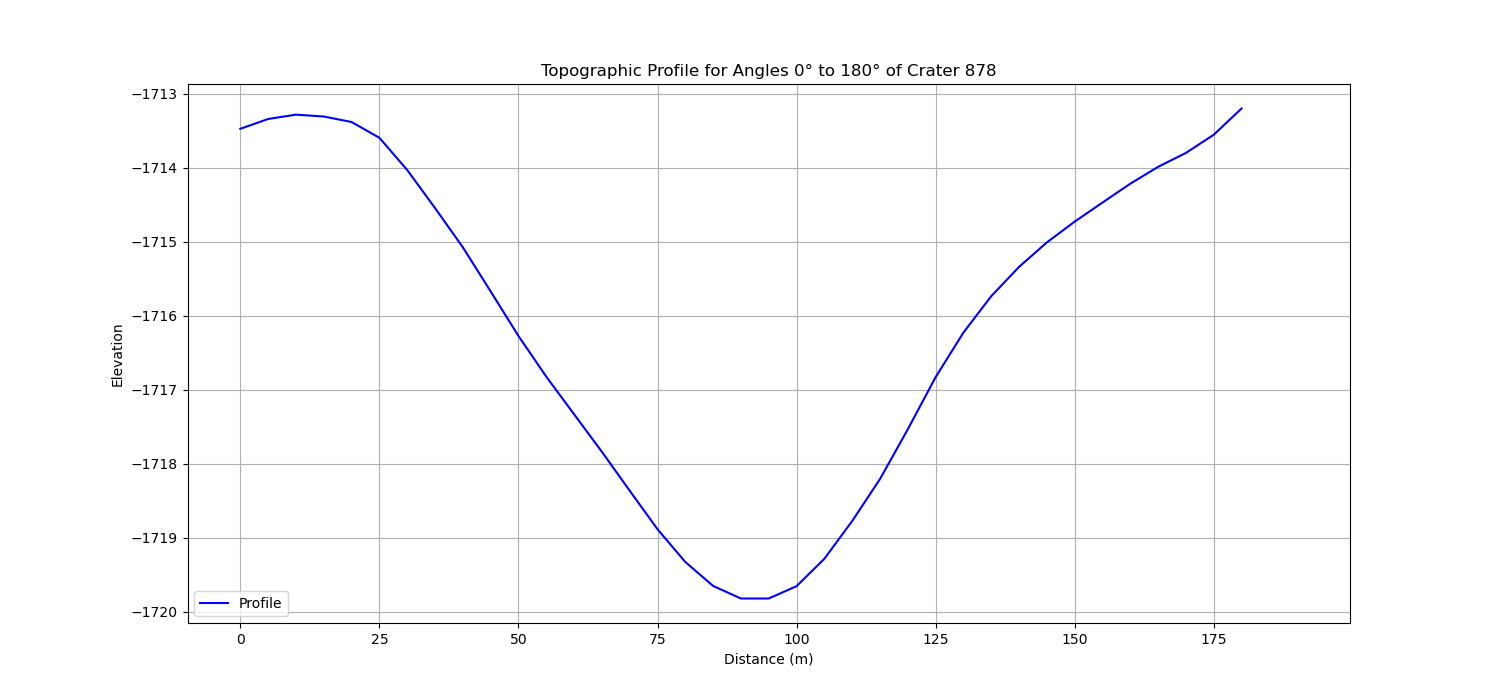 Topographic Profile for Angles 0° to 180° of Crater 878
−1713
−1714
−1715
−1716
−1717
−1718
−1719
−1720
Elevation
Profile
0 25 50 75 100 125 150 175
Distance (m)